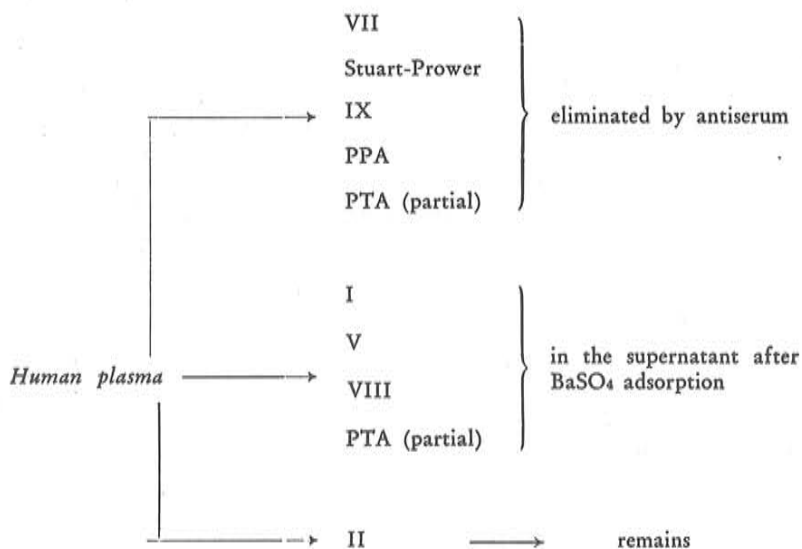 VII
Stuart-Prower
IX
eliminated by antiserum
PPA
PTA (partial)
I
V
in the supernatant after
Human plasma
BaSO₄ adsorption
VIII
PTA (partial)
II
remains